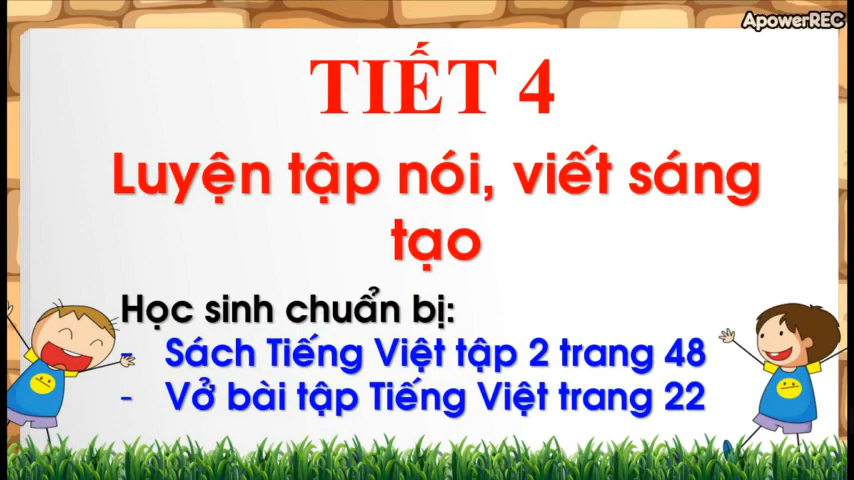 ApowerREC
TIẾT 4
Luyện tập nói, viết sáng
tạo
Học sinh chuẩn bị:
- Sách Tiếng Việt tập 2 trang 48
- Vở bài tập Tiếng Việt trang 22